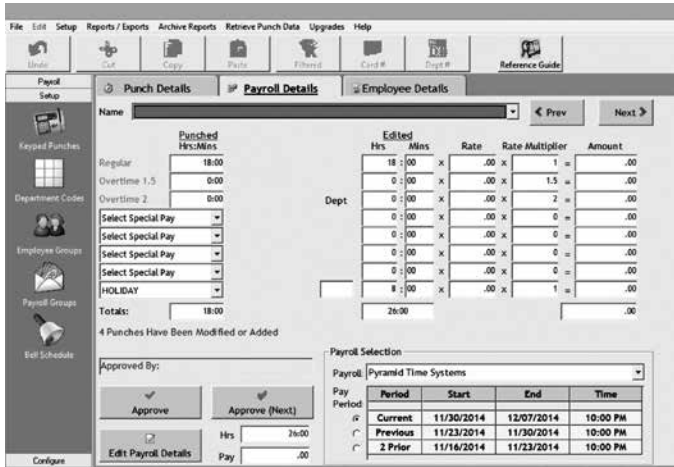 File Edit Setup Reports / Exports Archive Reports Retrieve Punch Data Upgrades Help
Undo Cut Copy Paste Filtered Card # Dept # Reference Guide
Payroll
Setup
Keypad Punches
Department Codes
Employee Groups
Payroll Groups
Bell Schedule
Configure
Punch Details Payroll Details Employee Details
Name Prev Next
Punched Edited
Hrs:Mins Hrs Mins Rate Rate Multiplier Amount
Regular 18:00 18 : 00 x .00 x 1 = .00
Overtime 1.5 0:00 0 : 00 x .00 x 1.5 = .00
Overtime 2 0:00 Dept 0 : 00 x .00 x 2 = .00
Select Special Pay 0 : 00 x .00 x 0 = .00
Select Special Pay 0 : 00 x .00 x 0 = .00
Select Special Pay 0 : 00 x .00 x 0 = .00
Select Special Pay 0 : 00 x .00 x 0 = .00
HOLIDAY 8 : 00 x .00 x 1 = .00
Totals: 18:00 26:00 .00
4 Punches Have Been Modified or Added
Approved By:
Approve Approve (Next)
Edit Payroll Details Hrs 26:00
Pay .00
Payroll Selection
Payroll: Pyramid Time Systems
Pay Period: Period Start End Time
Current 11/30/2014 12/07/2014 10:00 PM
Previous 11/23/2014 11/30/2014 10:00 PM
2 Prior 11/16/2014 11/23/2014 10:00 PM